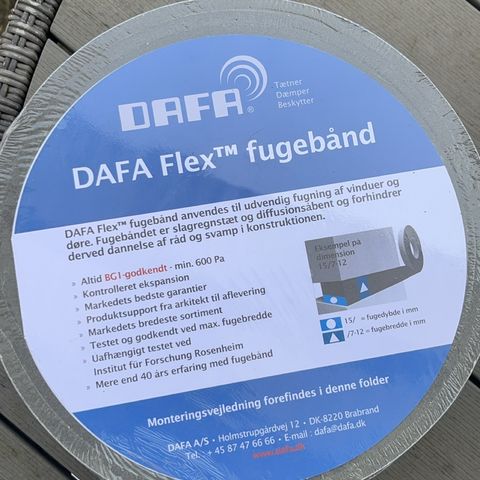 DAFA®
Tætner
Dæmper
Beskytter
DAFA Flex™ fugebånd
DAFA Flex™ fugebånd anvendes til udvendig fugning af vinduer og
døre. Fugebåndet er slagregnstæt og diffusionsåbent og forhindrer
derved dannelse af råd og svamp i konstruktionen.
» Altid BG1-godkendt - min. 600 Pa
» Kontrolleret ekspansion
» Markedets bedste garantier
» Produktsupport fra arkitekt til aflevering
» Markedets bredeste sortiment
» Testet og godkendt ved max. fugebredde
» Uafhængigt testet ved
Institut für Forschung Rosenheim
» Mere end 40 års erfaring med fugebånd
Eksempel på
dimension
15/7-12
15/ = fugedybde i mm
/7-12 = fugebredde i mm
Monteringsvejledning forefindes i denne folder
DAFA A/S • Holmstrupgårdvej 12 • DK-8220 Brabrand
Tel. +45 87 47 66 66 • E-mail: dafa@dafa.dk
www.dafa.dk